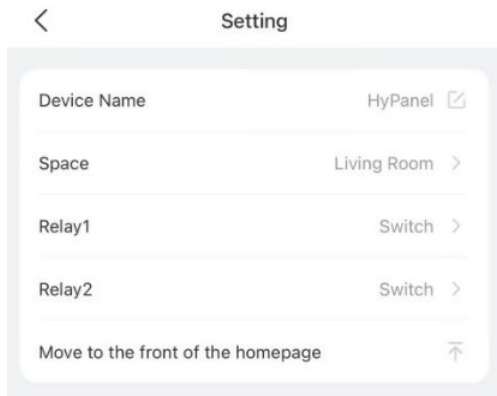 Setting
Device Name HyPanel
Space Living Room
Relay1 Switch
Relay2 Switch
Move to the front of the homepage